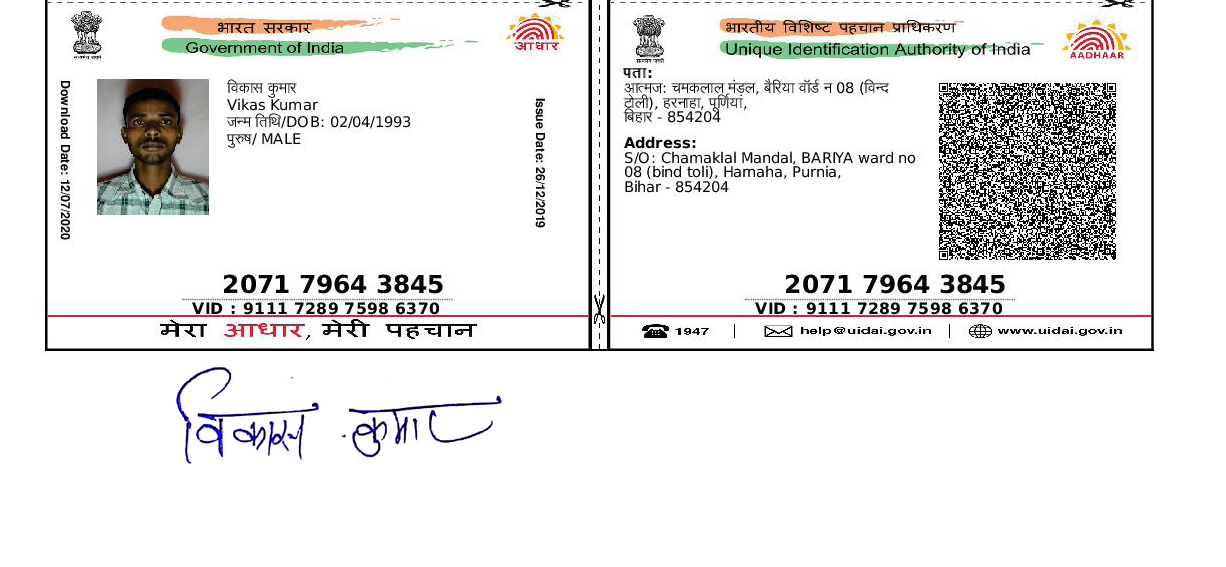 भारत सरकार
Government of India
आधार
Download Date: 12/07/2020
विकास कुमार
Vikas Kumar
जन्म तिथि/DOB: 02/04/1993
पुरुष/ MALE
Issue Date: 26/12/2019
2071 7964 3845
VID : 9111 7289 7598 6370
मेरा आधार, मेरी पहचान
भारतीय विशिष्ट पहचान प्राधिकरण
Unique Identification Authority of India
AADHAAR
पता:
आत्मज: चमकलाल मंड़ल, बैरिया वॉर्ड न 08 (विन्द
टोली), हरनाहा, पूर्णियां,
बिहार - 854204
Address:
S/O: Chamaklal Mandal, BARIYA ward no
08 (bind toli), Harnaha, Purnia,
Bihar - 854204
2071 7964 3845
VID : 9111 7289 7598 6370
1947 | help@uidai.gov.in | www.uidai.gov.in
विकास कुमार